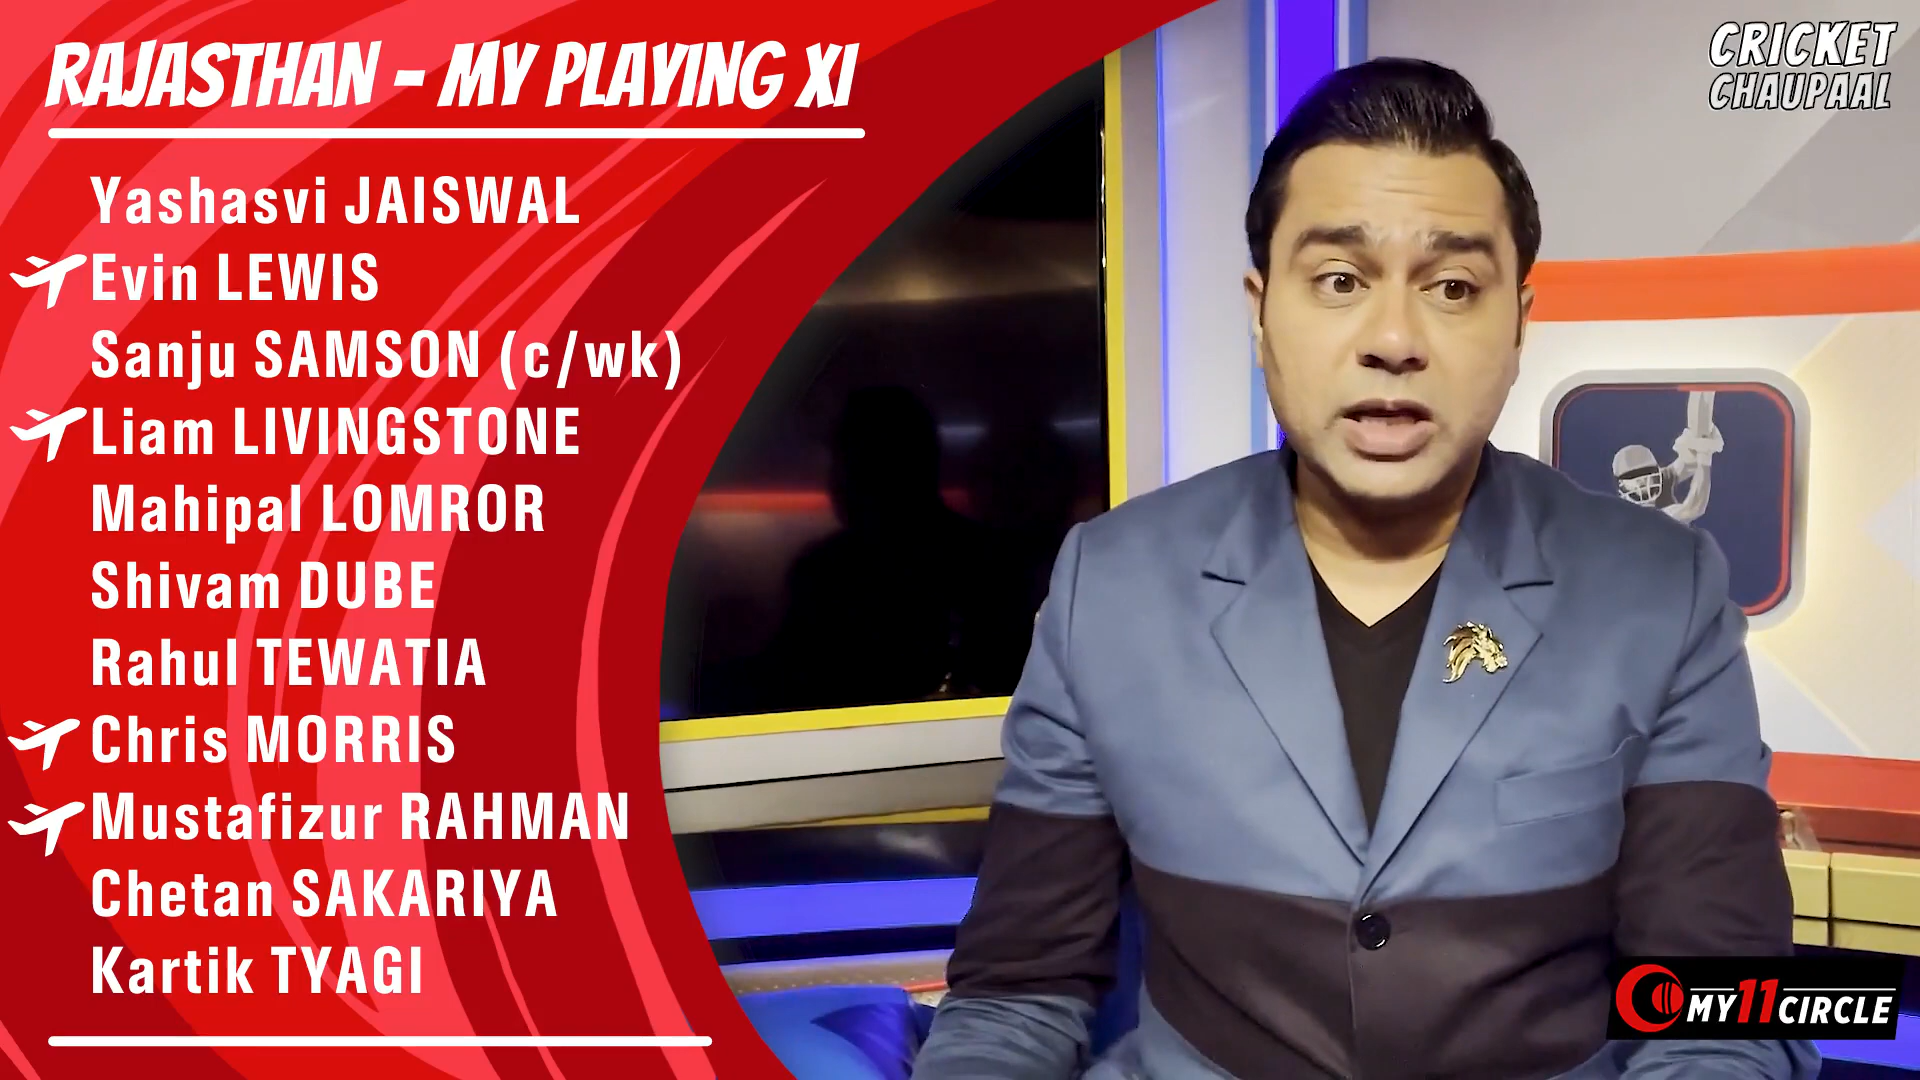 RAJASTHAN - MY PLAYING XI
CRICKET
CHAUPAAL
Yashasvi JAISWAL
Evin LEWIS
Sanju SAMSON (c/wk)
Liam LIVINGSTONE
Mahipal LOMROR
Shivam DUBE
Rahul TEWATIA
Chris MORRIS
Mustafizur RAHMAN
Chetan SAKARIYA
Kartik TYAGI
MY11CIRCLE